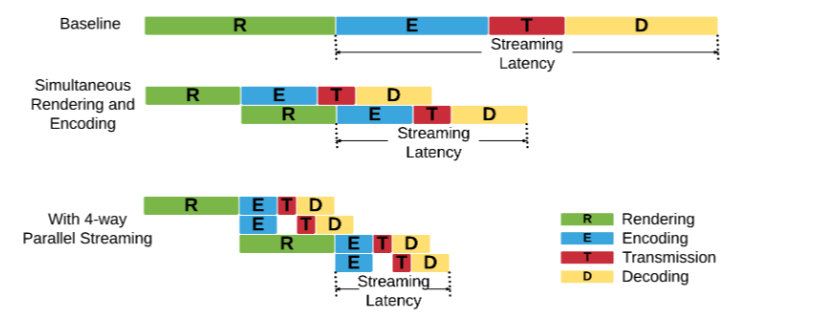 Baseline
R E T D
Streaming
Latency
Simultaneous
Rendering and
Encoding
R E T D
R E T D
Streaming
Latency
With 4-way
Parallel Streaming
R E T D
E T D
R E T D
E T D
Streaming
Latency
R Rendering
E Encoding
T Transmission
D Decoding